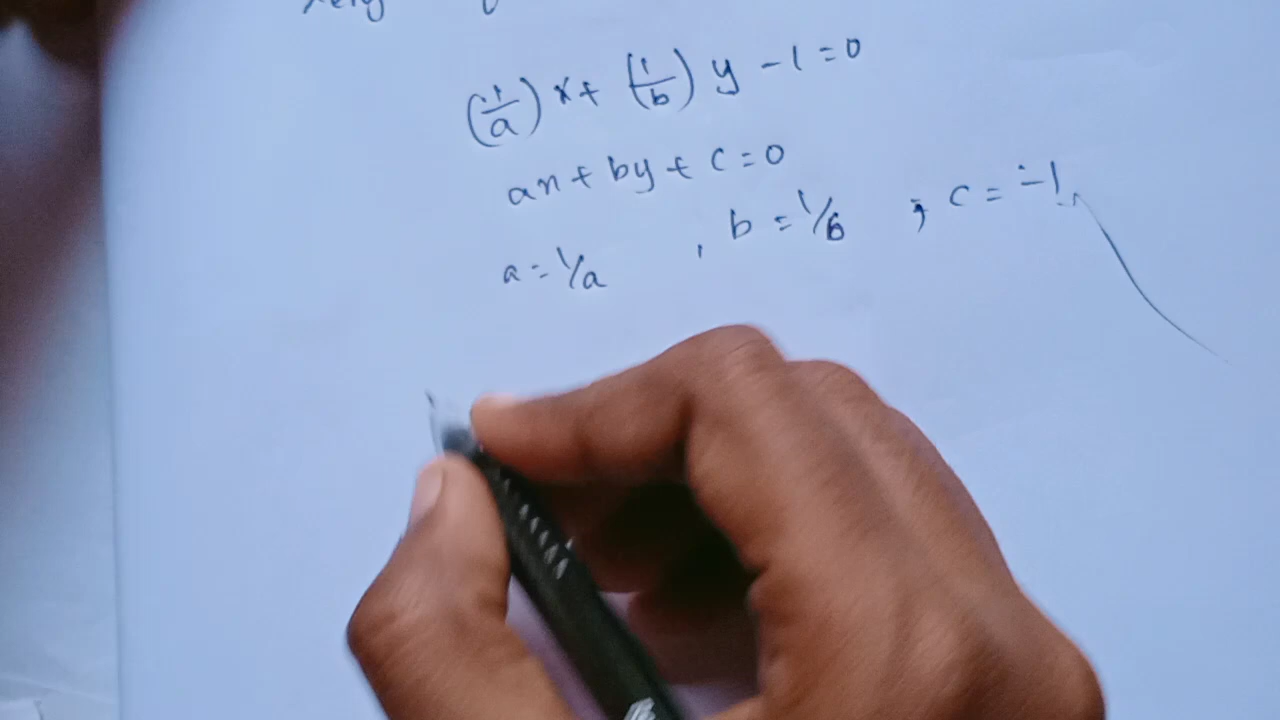 (1/a) x + (1/b) y - 1 = 0
ax + by + c = 0
a = 1/a , b = 1/b ; c = -1